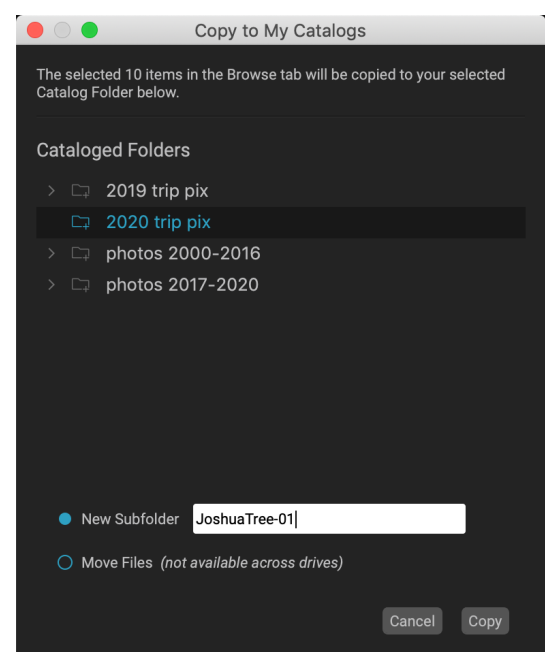 Copy to My Catalogs
The selected 10 items in the Browse tab will be copied to your selected
Catalog Folder below.
Cataloged Folders
2019 trip pix
2020 trip pix
photos 2000-2016
photos 2017-2020
New Subfolder JoshuaTree-01
Move Files (not available across drives)
Cancel Copy